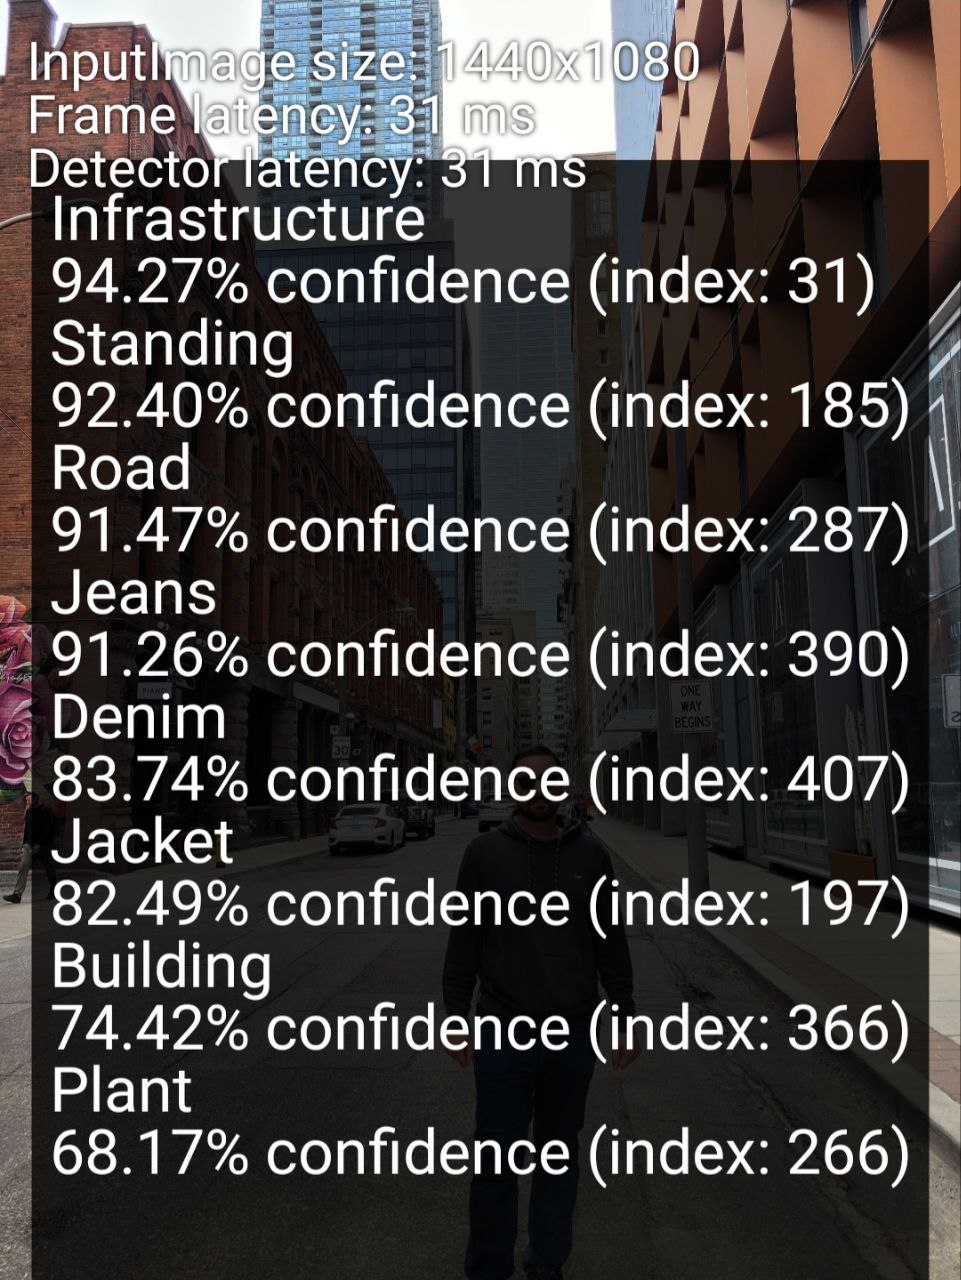 InputImage size: 1440x1080
Frame latency: 31 ms
Detector latency: 31 ms
Infrastructure
94.27% confidence (index: 31)
Standing
92.40% confidence (index: 185)
Road
91.47% confidence (index: 287)
Jeans
91.26% confidence (index: 390)
PIANO
ONE
WAY
BEGINS
Denim
30
83.74% confidence (index: 407)
Jacket
82.49% confidence (index: 197)
Building
74.42% confidence (index: 366)
Plant
68.17% confidence (index: 266)